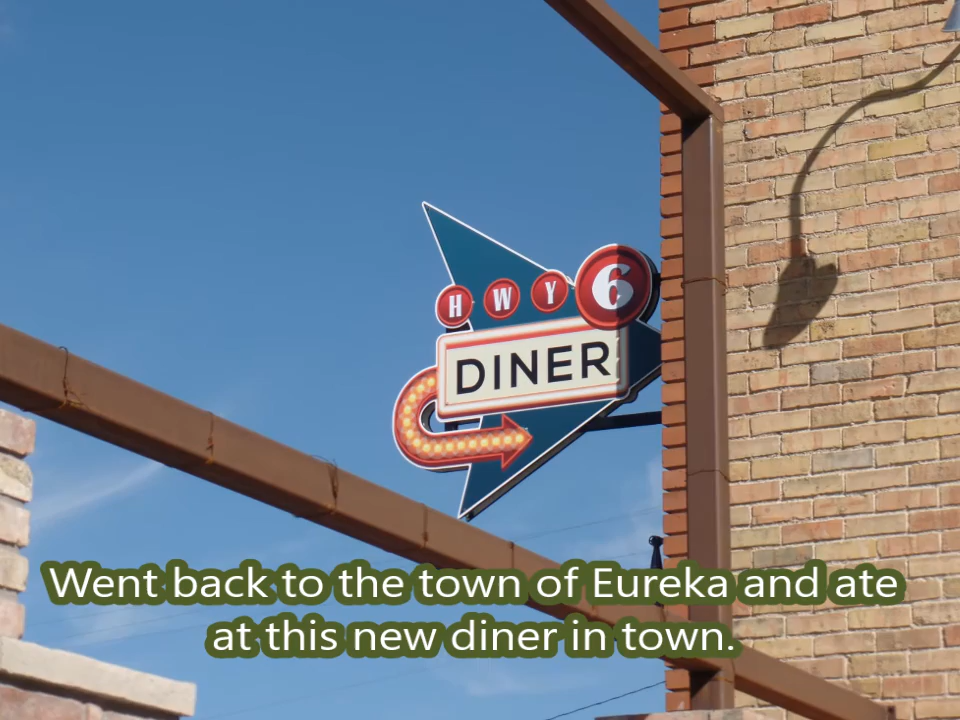 HWY 6
DINER
Went back to the town of Eureka and ate
at this new diner in town.